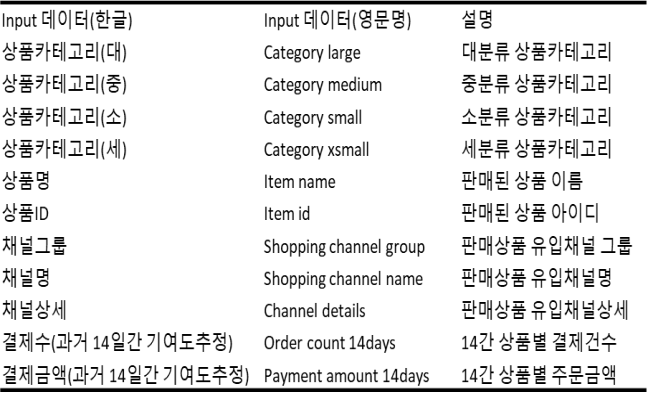 Input 데이터(한글) Input 데이터(영문명) 설명
상품카테고리(대) Category large 대분류 상품카테고리
상품카테고리(중) Category medium 중분류 상품카테고리
상품카테고리(소) Category small 소분류 상품카테고리
상품카테고리(세) Category xsmall 세분류 상품카테고리
상품명 Item name 판매된 상품 이름
상품ID Item id 판매된 상품 아이디
채널그룹 Shopping channel group 판매상품 유입채널 그룹
채널명 Shopping channel name 판매상품 유입채널명
채널상세 Channel details 판매상품 유입채널상세
결제수(과거 14일간 기여도추정) Order count 14days 14간 상품별 결제건수
결제금액(과거 14일간 기여도추정) Payment amount 14days 14간 상품별 주문금액